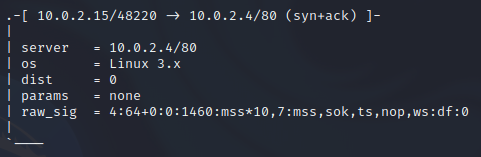 .-[ 10.0.2.15/48220 -> 10.0.2.4/80 (syn+ack) ]-
|
| server   = 10.0.2.4/80
| os       = Linux 3.x
| dist     = 0
| params   = none
| raw_sig  = 4:64+0:0:1460:mss*10,7:mss,sok,ts,nop,ws:df:0
|
`----